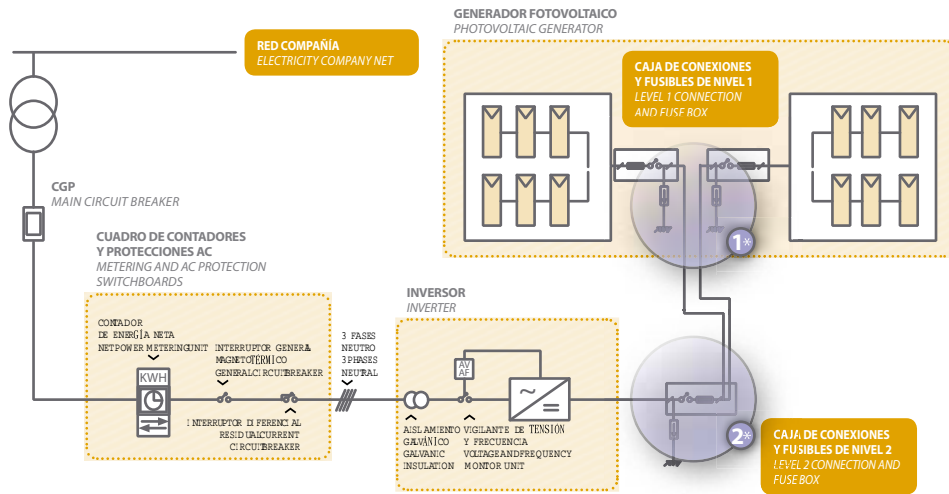 GENERADOR FOTOVOLTAICO
PHOTOVOLTAIC GENERATOR
RED COMPAÑÍA
ELECTRICITY COMPANY NET
CAJA DE CONEXIONES
Y FUSIBLES DE NIVEL 1
LEVEL 1 CONNECTION
AND FUSE BOX
CGP
MAIN CIRCUIT BREAKER
1*
CUADRO DE CONTADORES
Y PROTECCIONES AC
METERING AND AC PROTECTION
SWITCHBOARDS
INVERSOR
INVERTER
CONTADOR
DE ENERGÍA NETA
NETPOWER METERINGUNIT
INTERRUPTOR GENERAL
MAGNETOTÉRMICO
GENERALCIRCUITBREAKER
3 FASES
NEUTRO
3PHASES
NEUTRAL
KWH
AV
AF
INTERRUPTOR DIFERENCIAL
RESIDUALCURRENT
CIRCUITBREAKER
AISLAMIENTO
GALVÁNICO
GALVANIC
INSULATION
VIGILANTE DE TENSIÓN
Y FRECUENCIA
VOLTAGEANDFREQUENCY
MONTOR UNIT
2*
CAJA DE CONEXIONES
Y FUSIBLES DE NIVEL 2
LEVEL 2 CONNECTION AND
FUSE BOX